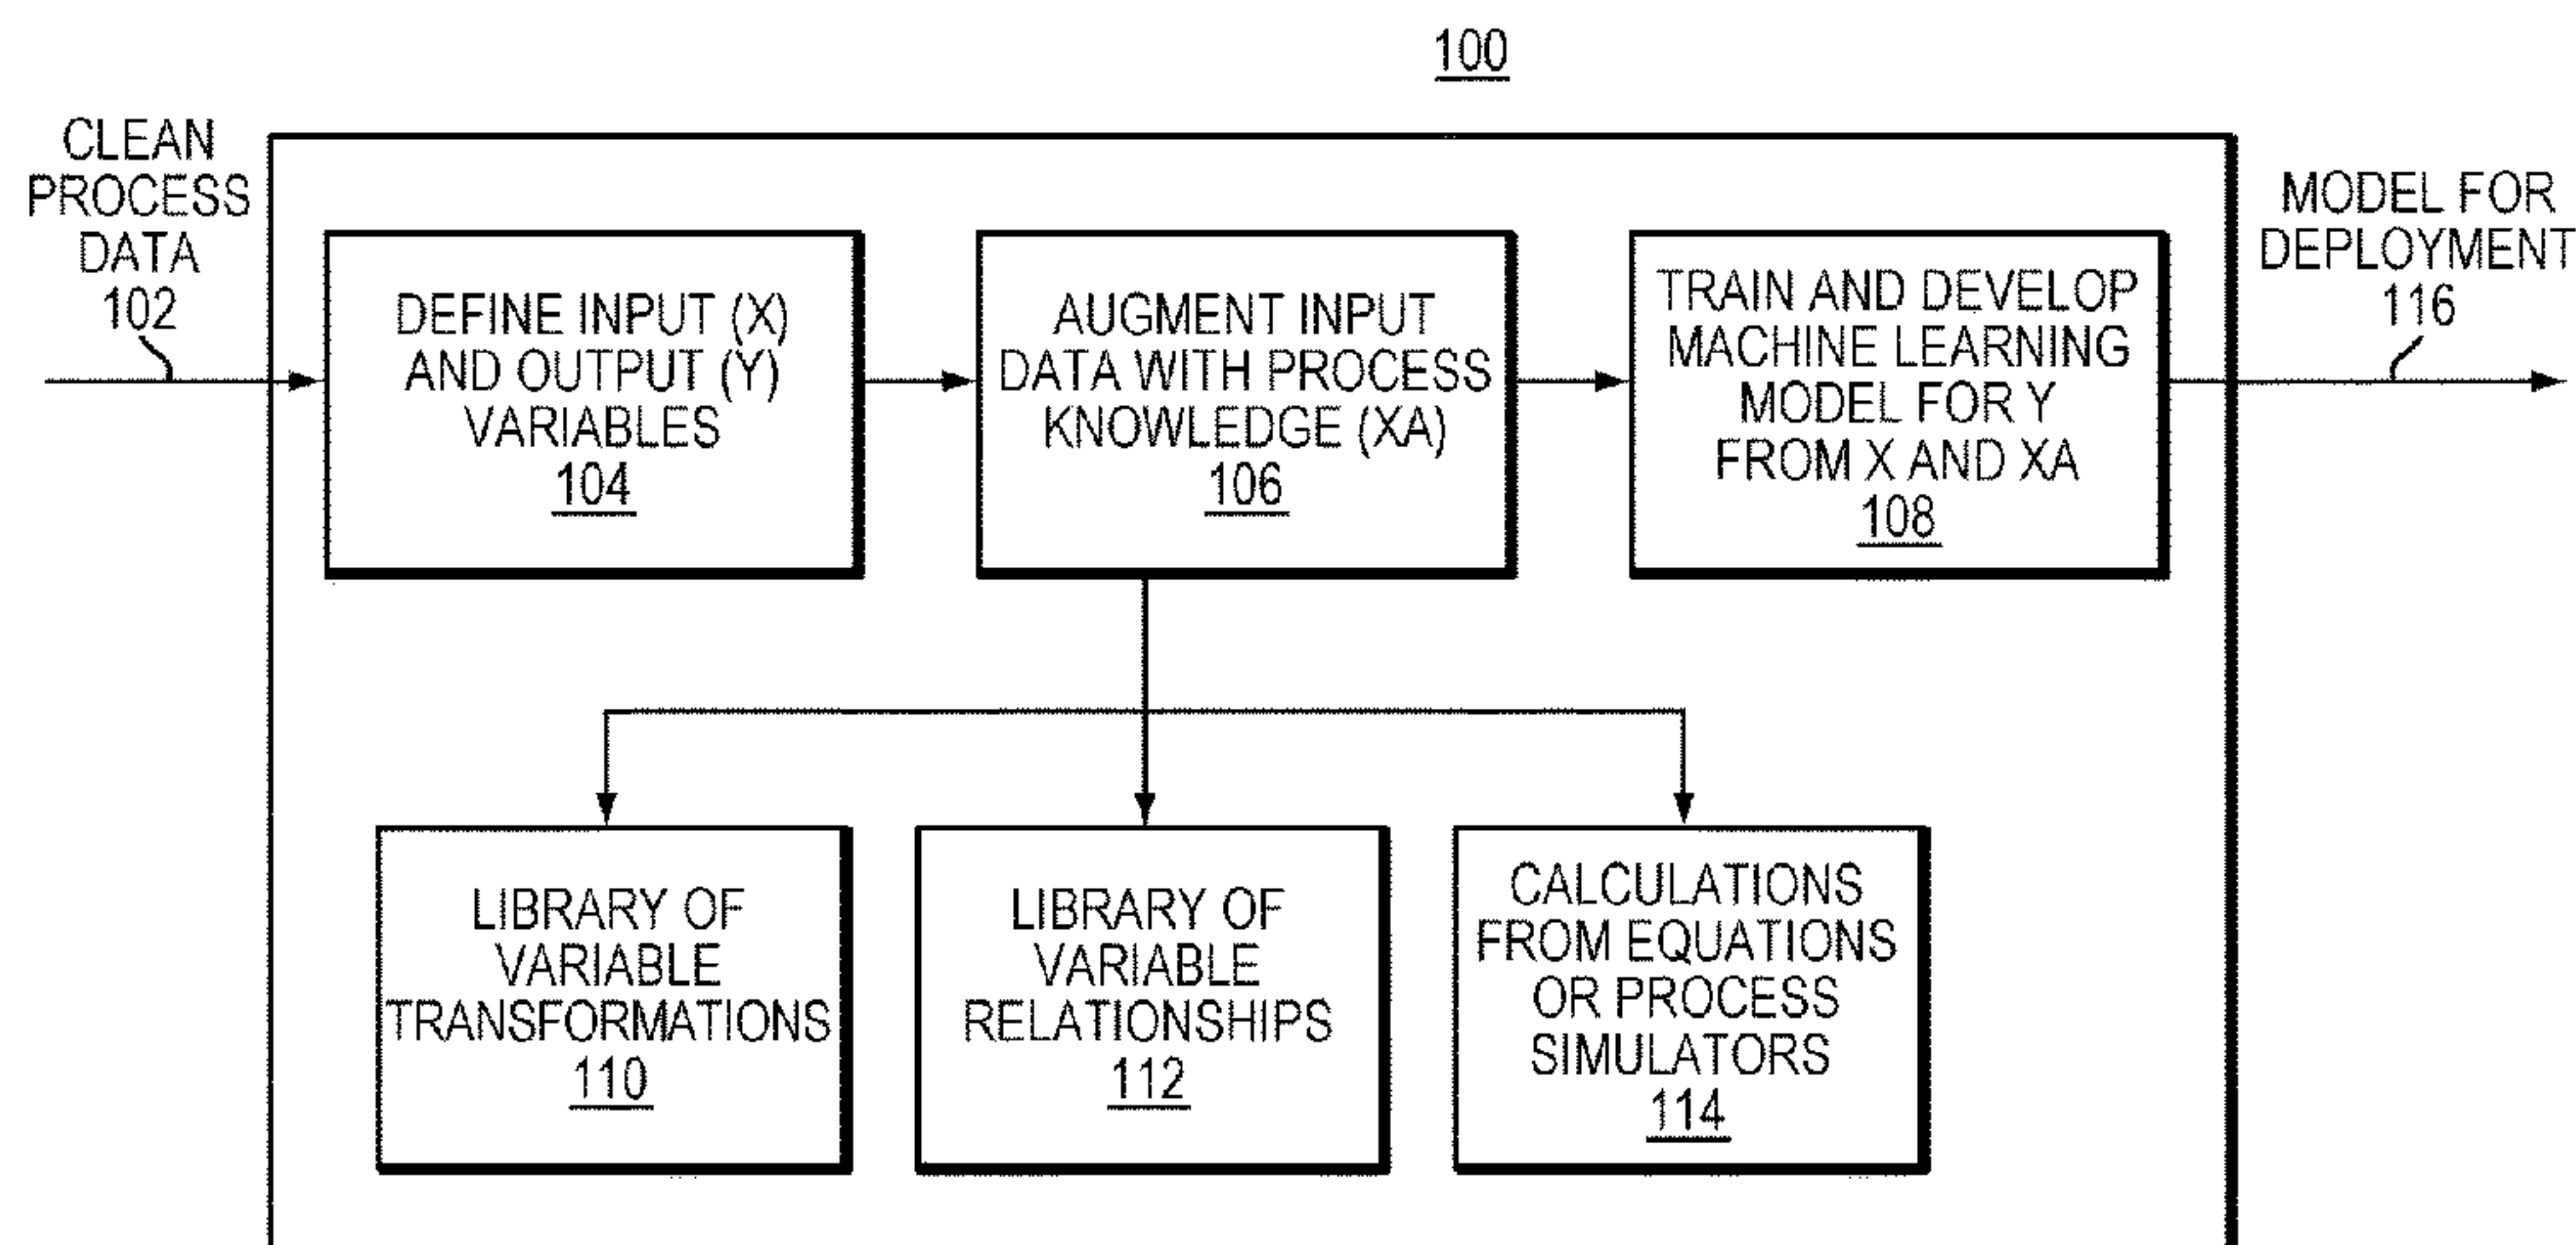 100
CLEAN
PROCESS
DATA
102
DEFINE INPUT (X)
AND OUTPUT (Y)
VARIABLES
104
AUGMENT INPUT
DATA WITH PROCESS
KNOWLEDGE (XA)
106
TRAIN AND DEVELOP
MACHINE LEARNING
MODEL FOR Y
FROM X AND XA
108
MODEL FOR
DEPLOYMENT
116
LIBRARY OF
VARIABLE
TRANSFORMATIONS
110
LIBRARY OF
VARIABLE
RELATIONSHIPS
112
CALCULATIONS
FROM EQUATIONS
OR PROCESS
SIMULATORS
114